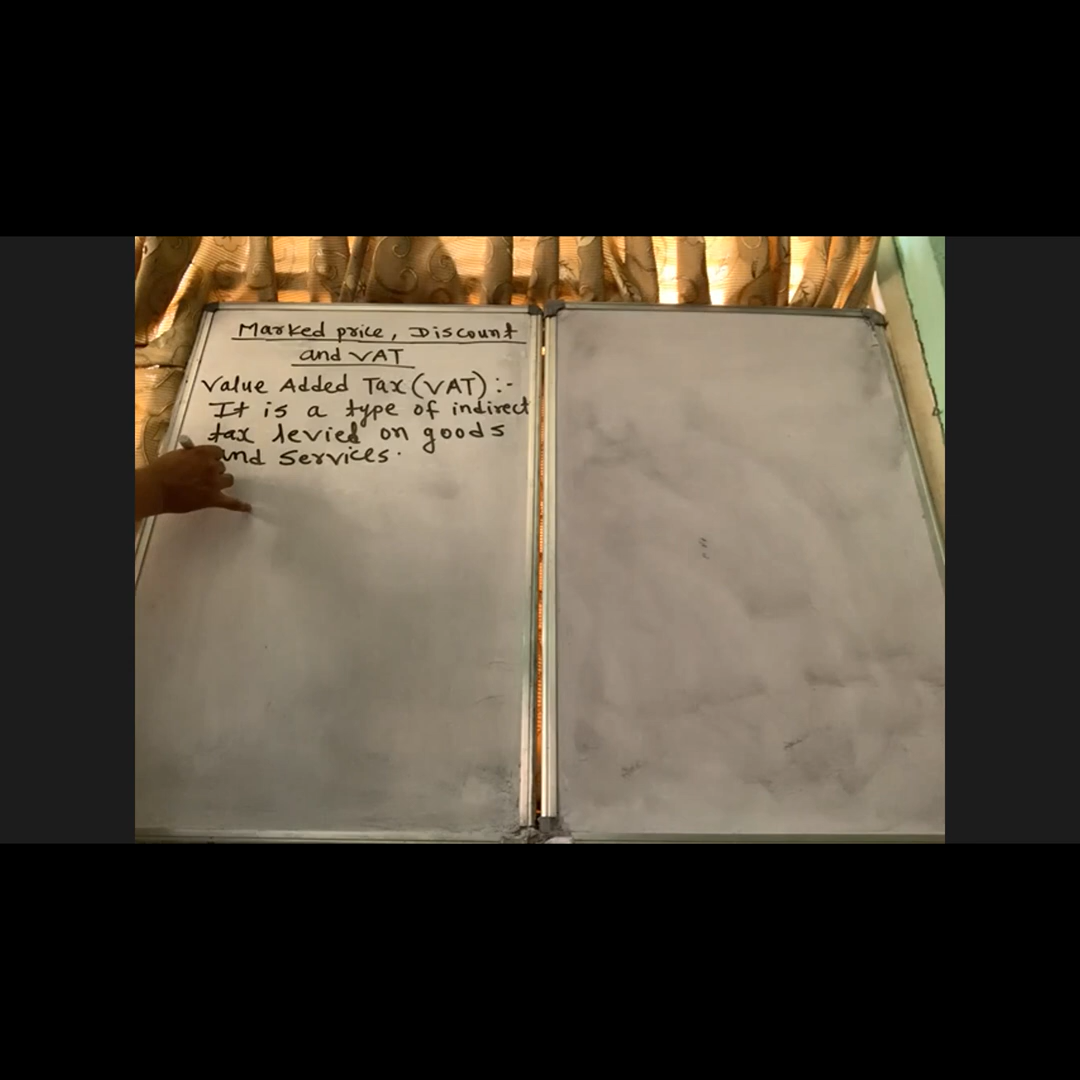 Marked price, Discount
and VAT
Value Added Tax (VAT) :-
It is a type of indirect
tax levied on goods
and services.